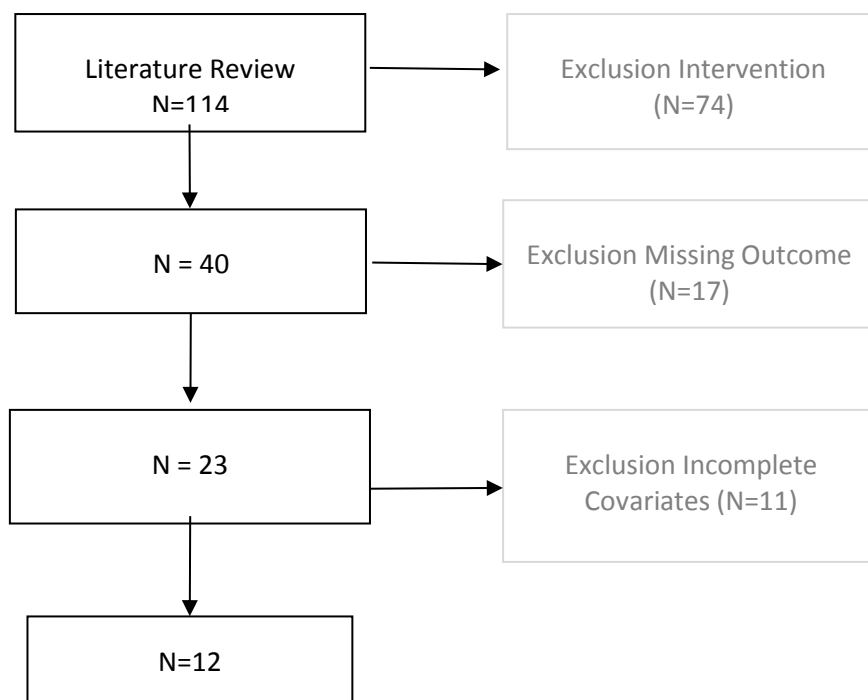 Literature Review
N=114
Exclusion Intervention
(N=74)
N = 40
Exclusion Missing Outcome
(N=17)
N = 23
Exclusion Incomplete
Covariates (N=11)
N=12